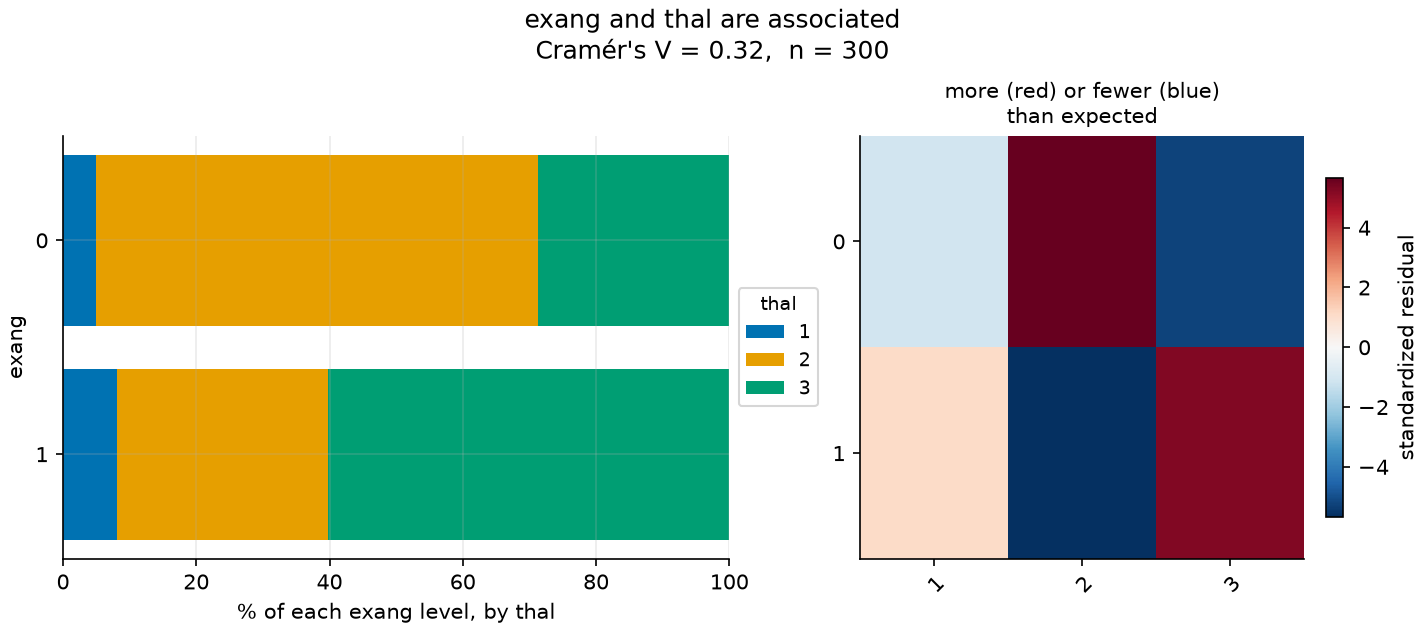 exang and thal are associated
Cramér's V = 0.32,  n = 300
exang
0
1
0
20
40
60
80
100
% of each exang level, by thal
thal
1
2
3
more (red) or fewer (blue)
than expected
0
1
1
2
3
4
2
0
−2
−4
standardized residual